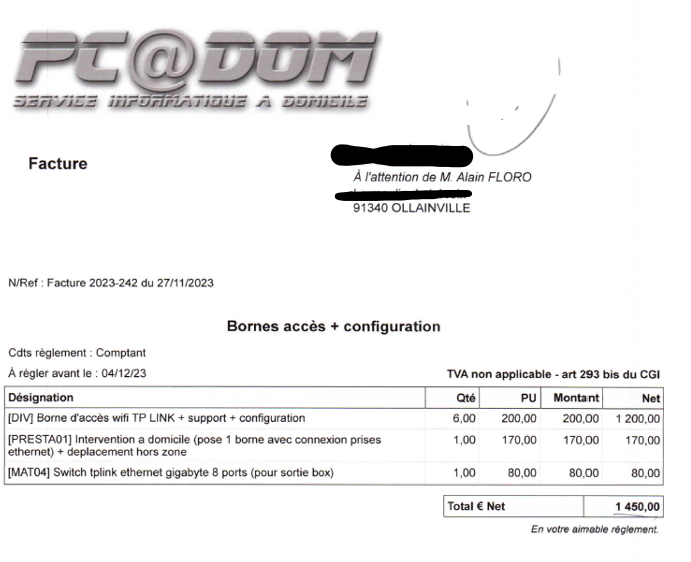 PC@DOM
SERVICE INFORMATIQUE A DOMICILE
Facture
À l'attention de M. Alain FLORO
91340 OLLAINVILLE
N/Ref : Facture 2023-242 du 27/11/2023
Bornes accès + configuration
Cdts règlement : Comptant
À régler avant le : 04/12/23
TVA non applicable - art 293 bis du CGI
Désignation Qté PU Montant Net
[DIV] Borne d'accès wifi TP LINK + support + configuration 6,00 200,00 200,00 1 200,00
[PRESTA01] Intervention a domicile (pose 1 borne avec connexion prises 1,00 170,00 170,00 170,00
ethernet) + deplacement hors zone
[MAT04] Switch tplink ethernet gigabyte 8 ports (pour sortie box) 1,00 80,00 80,00 80,00
Total € Net 1 450,00
En votre aimable règlement.